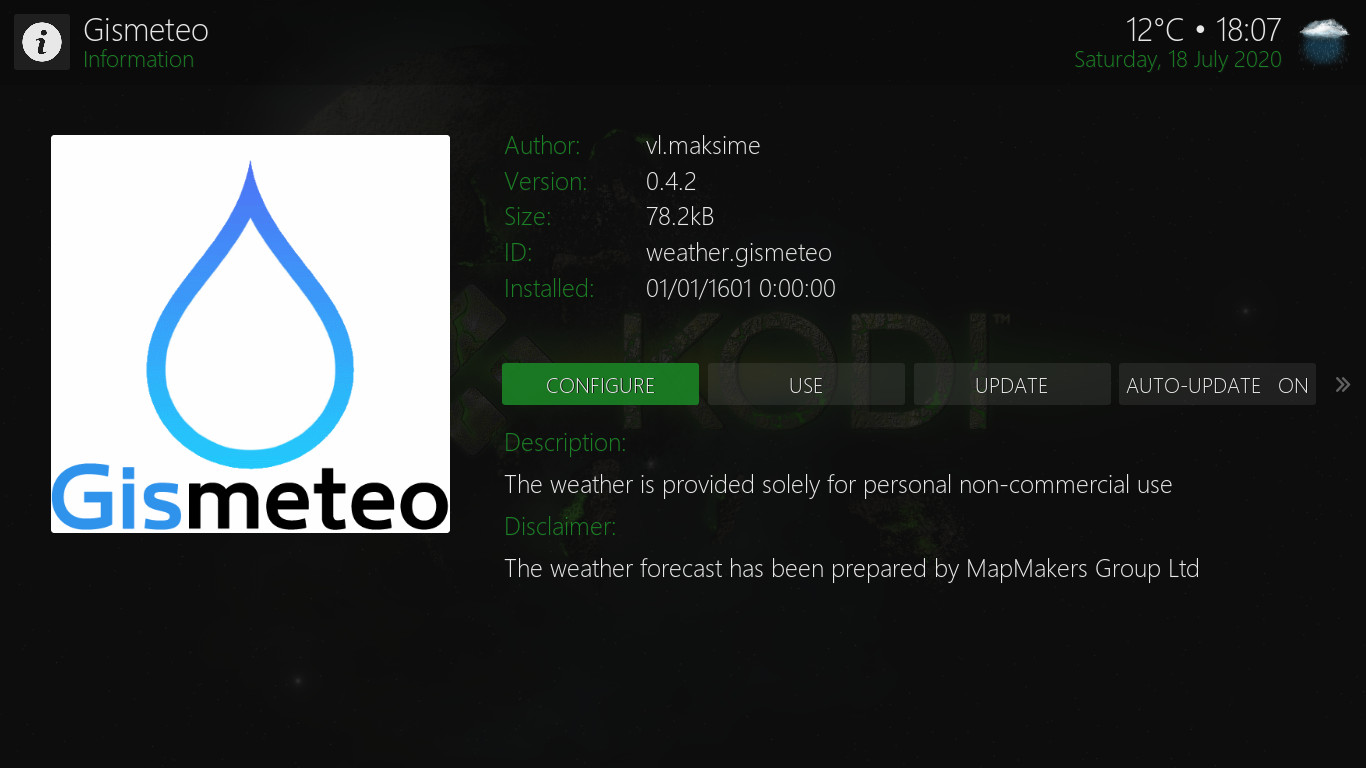 Gismeteo
Information
12°C • 18:07
Saturday, 18 July 2020
Gismeteo
Author: vl.maksime
Version: 0.4.2
Size: 78.2kB
ID: weather.gismeteo
Installed: 01/01/1601 0:00:00
KODI™
CONFIGURE USE UPDATE AUTO-UPDATE ON »
Description:
The weather is provided solely for personal non-commercial use
Disclaimer:
The weather forecast has been prepared by MapMakers Group Ltd